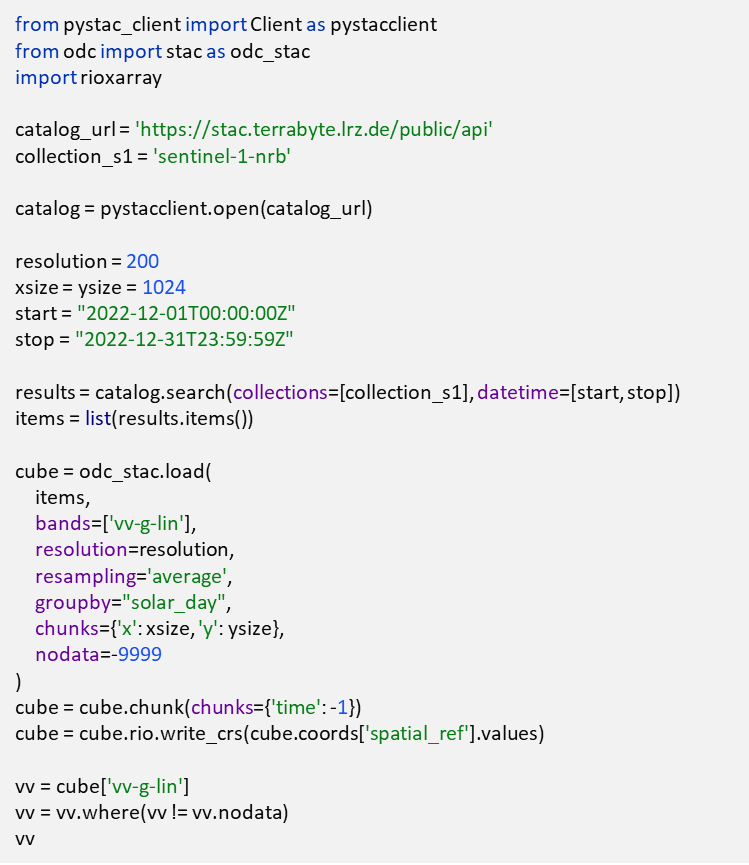 from pystac_client import Client as pystacclient
from odc import stac as odc_stac
import rioxarray

catalog_url = 'https://stac.terrabyte.lrz.de/public/api'
collection_s1 = 'sentinel-1-nrb'

catalog = pystacclient.open(catalog_url)

resolution = 200
xsize = ysize = 1024
start = "2022-12-01T00:00:00Z"
stop = "2022-12-31T23:59:59Z"

results = catalog.search(collections=[collection_s1], datetime=[start, stop])
items = list(results.items())

cube = odc_stac.load(
    items,
    bands=['vv-g-lin'],
    resolution=resolution,
    resampling='average',
    groupby="solar_day",
    chunks={'x': xsize, 'y': ysize},
    nodata=-9999
)
cube = cube.chunk(chunks={'time': -1})
cube = cube.rio.write_crs(cube.coords['spatial_ref'].values)

vv = cube['vv-g-lin']
vv = vv.where(vv != vv.nodata)
vv